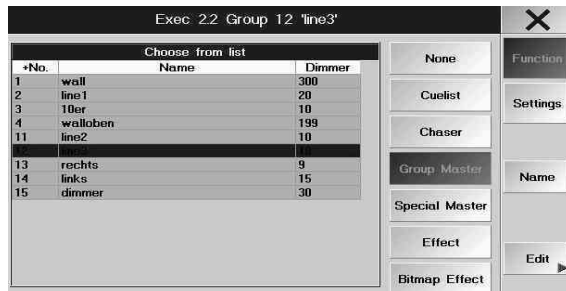 Exec 2.2 Group 12 'line3'
Choose from list
+No. Name Dimmer
1 wall 300
2 line1 20
3 10er 10
4 walloben 199
11 line2 10
12 line3 10
13 rechts 9
14 links 15
15 dimmer 30
None
Cuelist
Chaser
Group Master
Special Master
Effect
Bitmap Effect
Function
Settings
Name
Edit